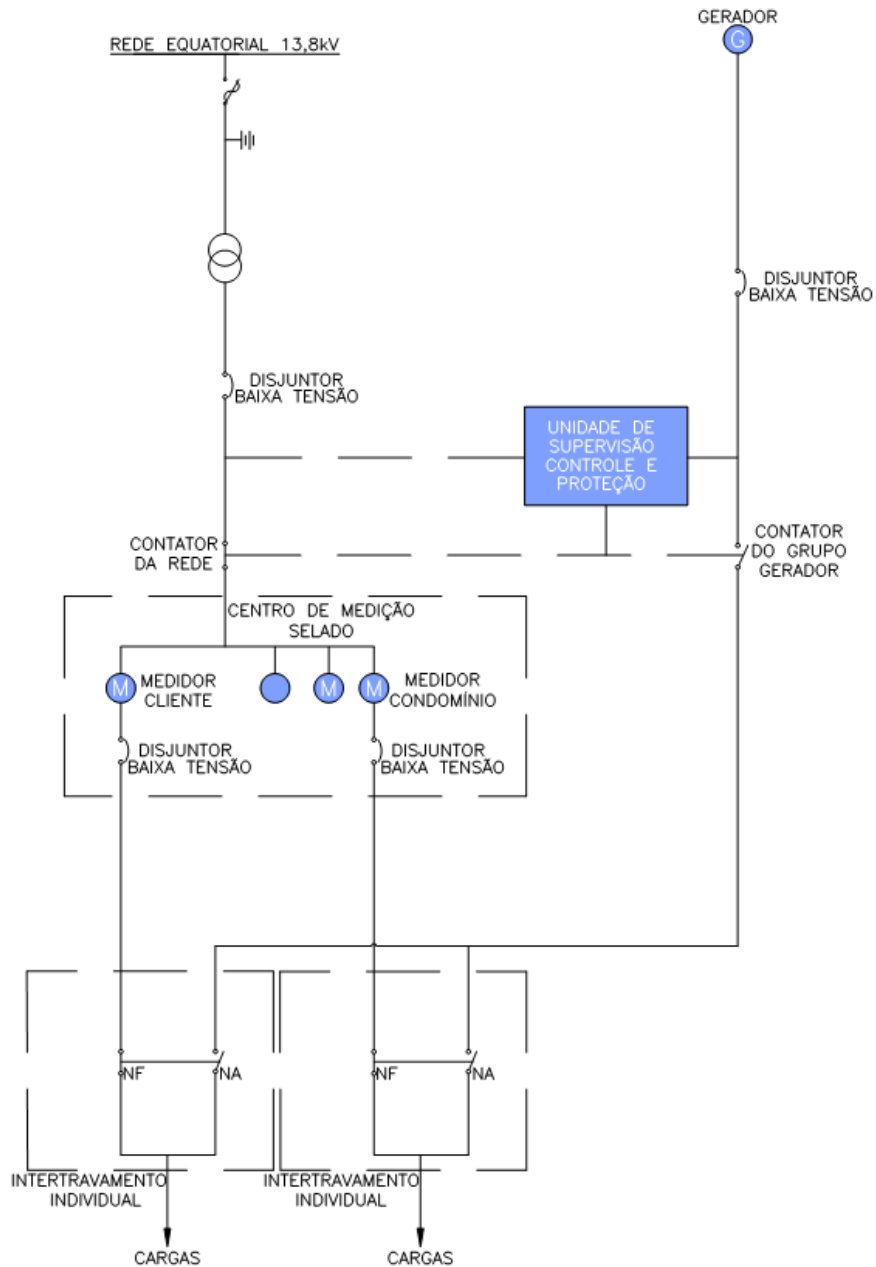 GERADOR
G
REDE EQUATORIAL 13,8kV
DISJUNTOR
BAIXA TENSÃO
DISJUNTOR
BAIXA TENSÃO
UNIDADE DE
SUPERVISÃO
CONTROLE E
PROTEÇÃO
CONTATOR
DA REDE
CONTATOR
DO GRUPO
GERADOR
CENTRO DE MEDIÇÃO
SELADO
M
MEDIDOR
CLIENTE
M
M
MEDIDOR
CONDOMÍNIO
DISJUNTOR
BAIXA TENSÃO
DISJUNTOR
BAIXA TENSÃO
NF
NA
NF
NA
INTERTRAVAMENTO
INDIVIDUAL
INTERTRAVAMENTO
INDIVIDUAL
CARGAS
CARGAS